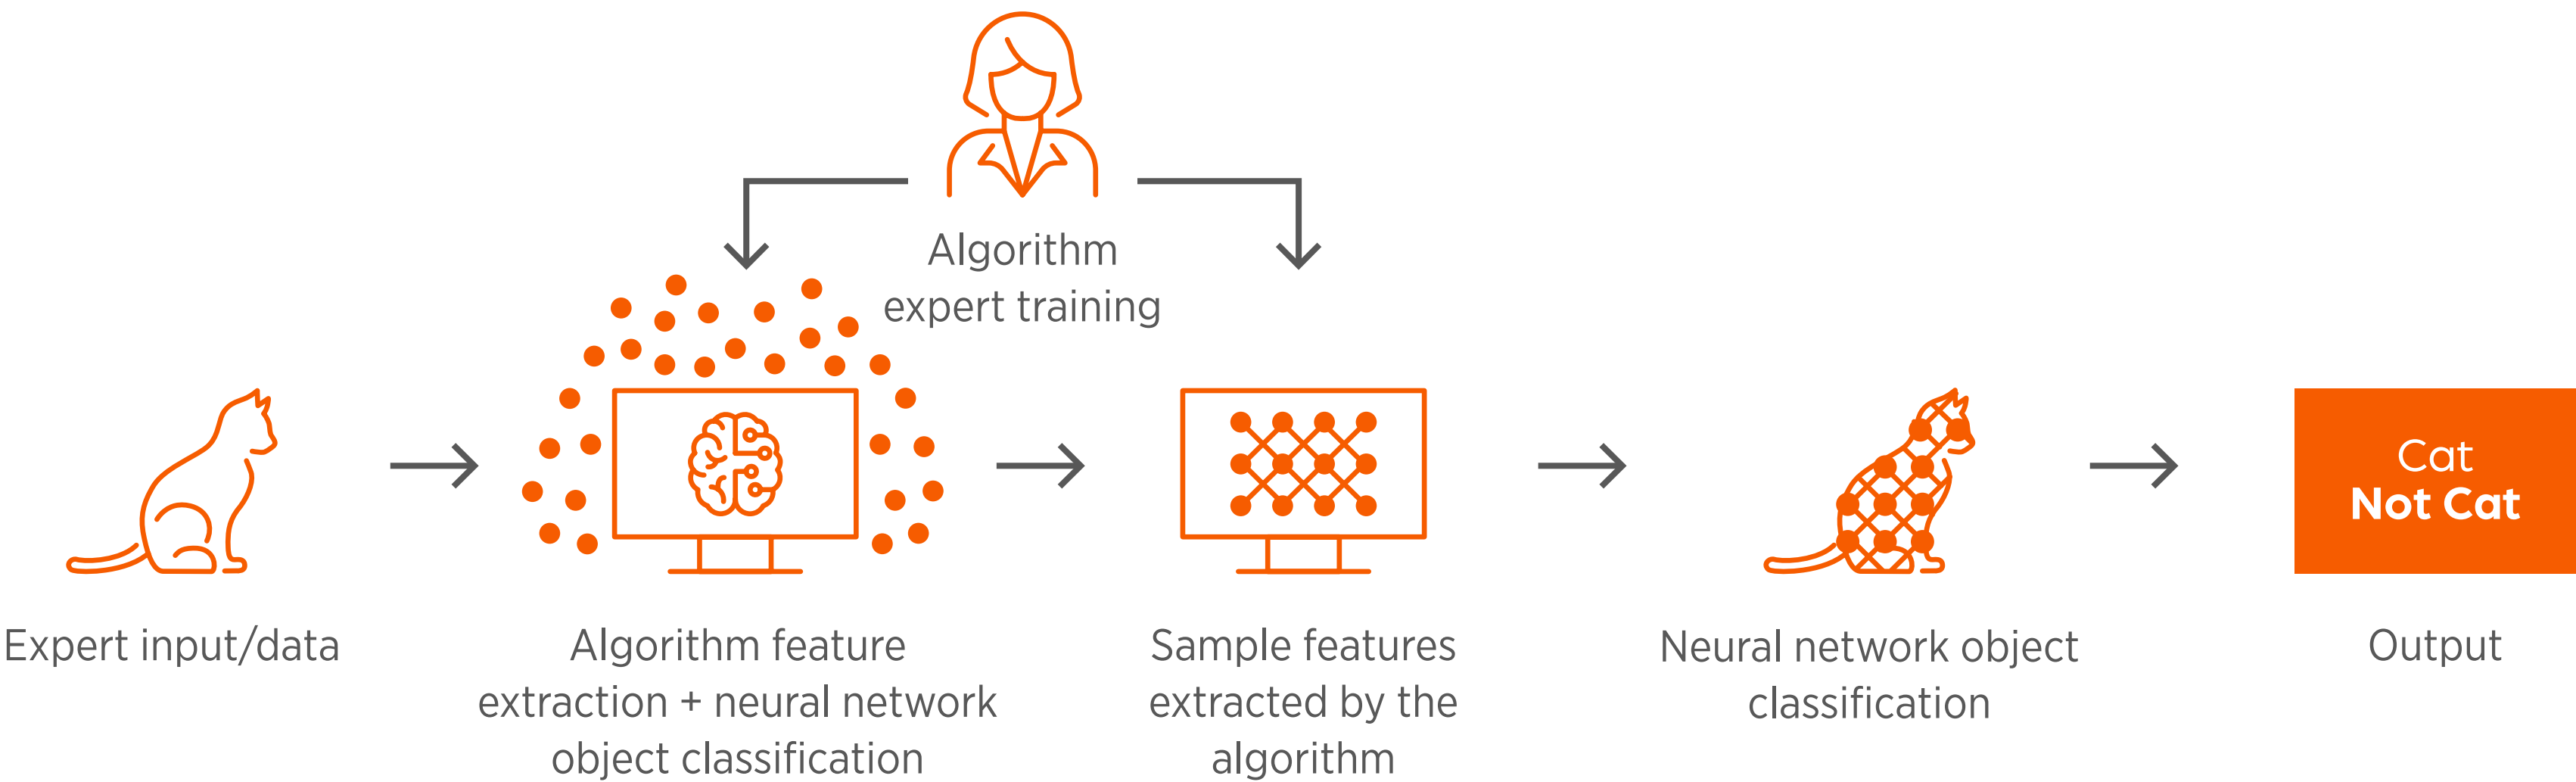 Algorithm
expert training
Expert input/data
Algorithm feature
extraction + neural network
object classification
Sample features
extracted by the
algorithm
Neural network object
classification
Cat
Not Cat
Output